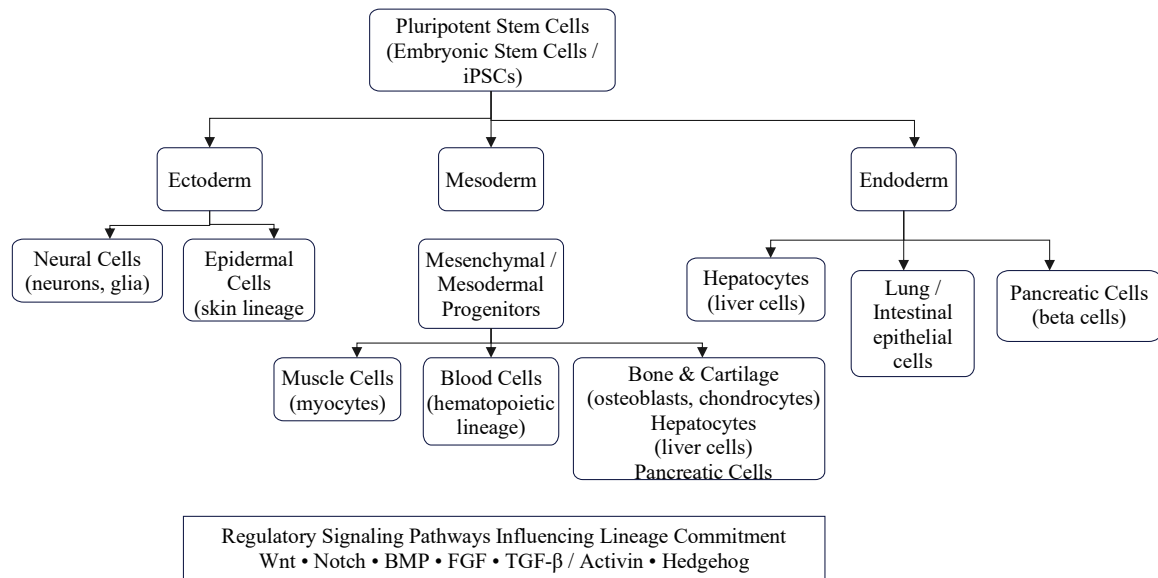 Pluripotent Stem Cells
(Embryonic Stem Cells /
iPSCs)
Ectoderm
Mesoderm
Endoderm
Neural Cells
(neurons, glia)
Epidermal
Cells
(skin lineage
Mesenchymal /
Mesodermal
Progenitors
Hepatocytes
(liver cells)
Lung /
Intestinal
epithelial
cells
Pancreatic Cells
(beta cells)
Muscle Cells
(myocytes)
Blood Cells
(hematopoietic
lineage)
Bone & Cartilage
(osteoblasts, chondrocytes)
Hepatocytes
(liver cells)
Pancreatic Cells
Regulatory Signaling Pathways Influencing Lineage Commitment
Wnt • Notch • BMP • FGF • TGF-β / Activin • Hedgehog